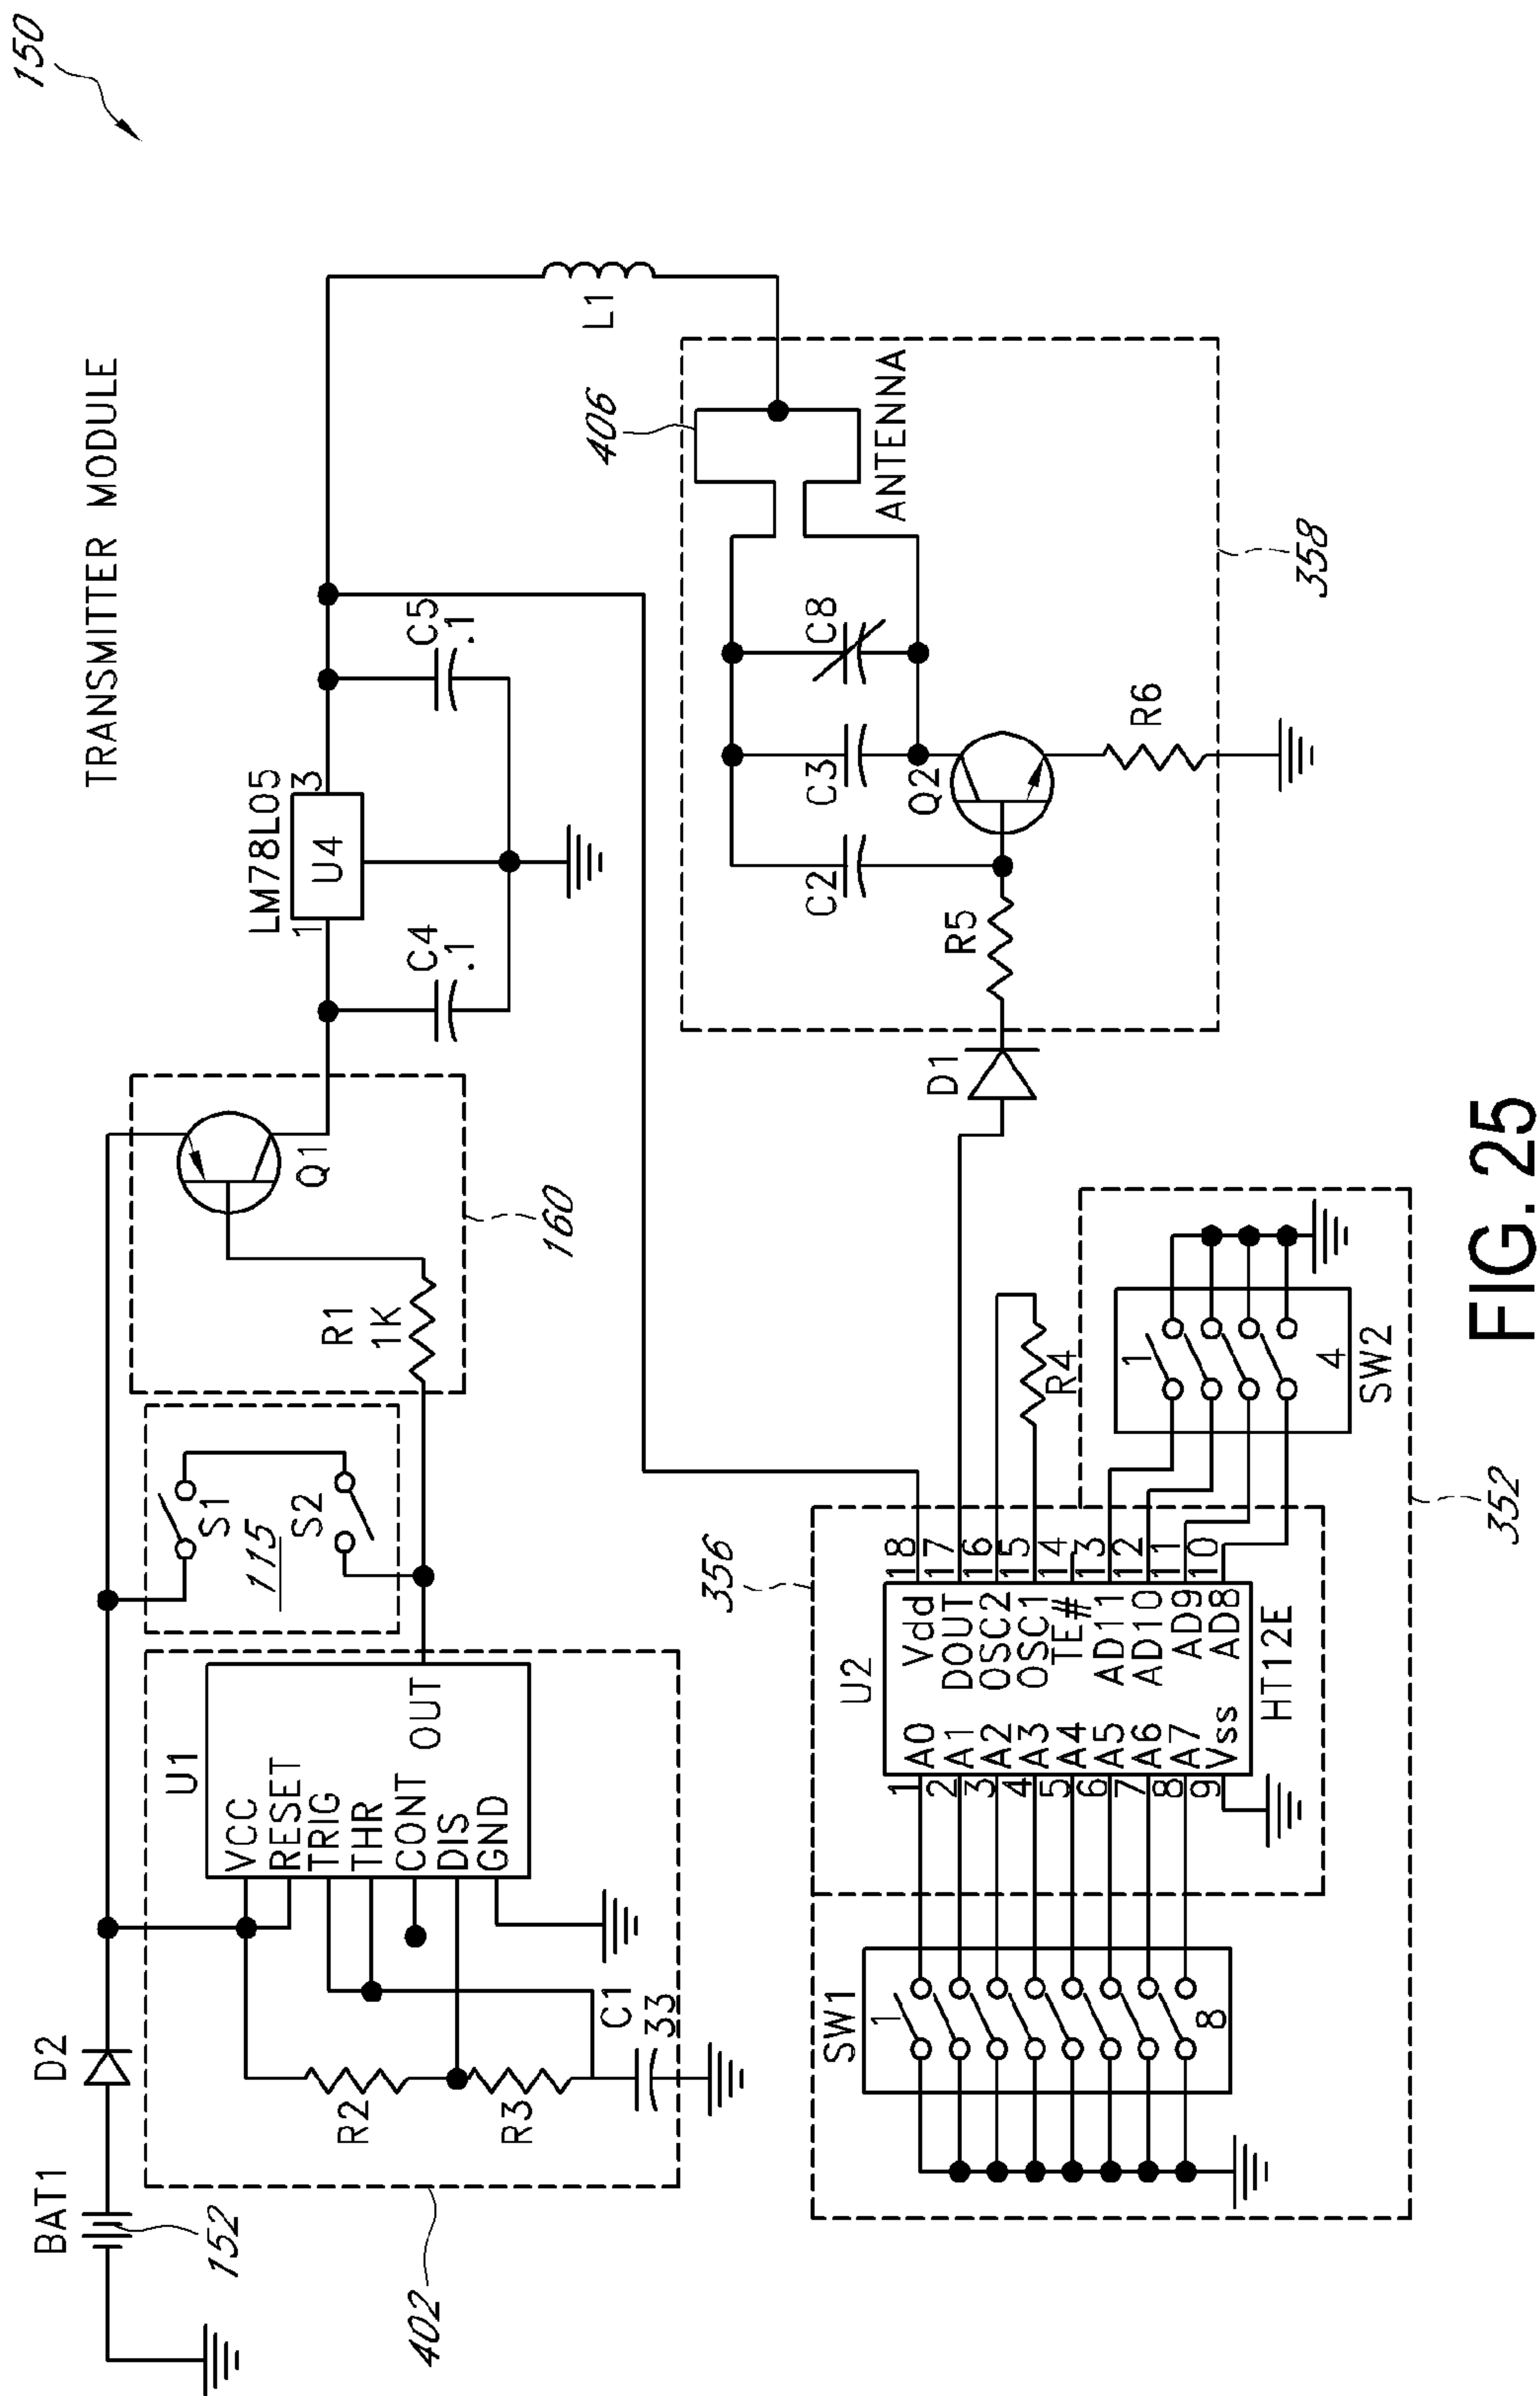 150
TRANSMITTER MODULE
BAT1
152
D2
402
U1
VCC
RESET
TRIG
THR
CONT
DIS
GND
OUT
R2
R3
C1
33
S1
S2
115
R1
1K
Q1
160
LM78L05
1
U4
3
C4
.1
C5
.1
L1
406
ANTENNA
C2
C3
C8
Q2
R5
R6
D1
358
356
U2
HT12E
1 A0
2 A1
3 A2
4 A3
5 A4
6 A5
7 A6
8 A7
9 Vss
Vdd 18
DOUT 17
OSC2 16
OSC1 15
TE# 14
AD11 13
AD10 12
AD9 11
AD8 10
R4
SW1
1
8
SW2
1
4
352
FIG. 25